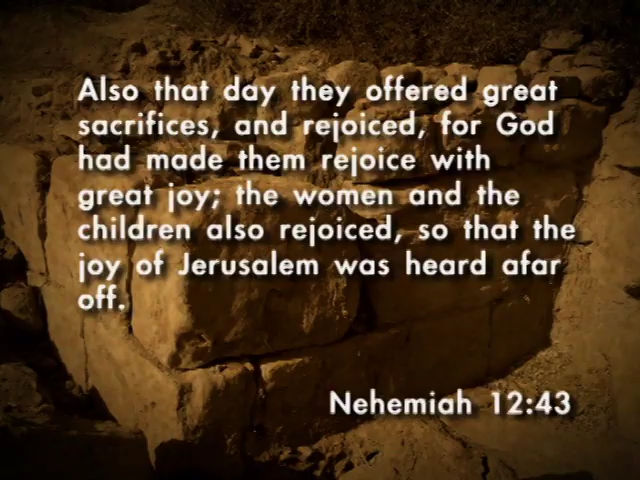 Also that day they offered great
sacrifices, and rejoiced, for God
had made them rejoice with
great joy; the women and the
children also rejoiced, so that the
joy of Jerusalem was heard afar
off.
Nehemiah 12:43